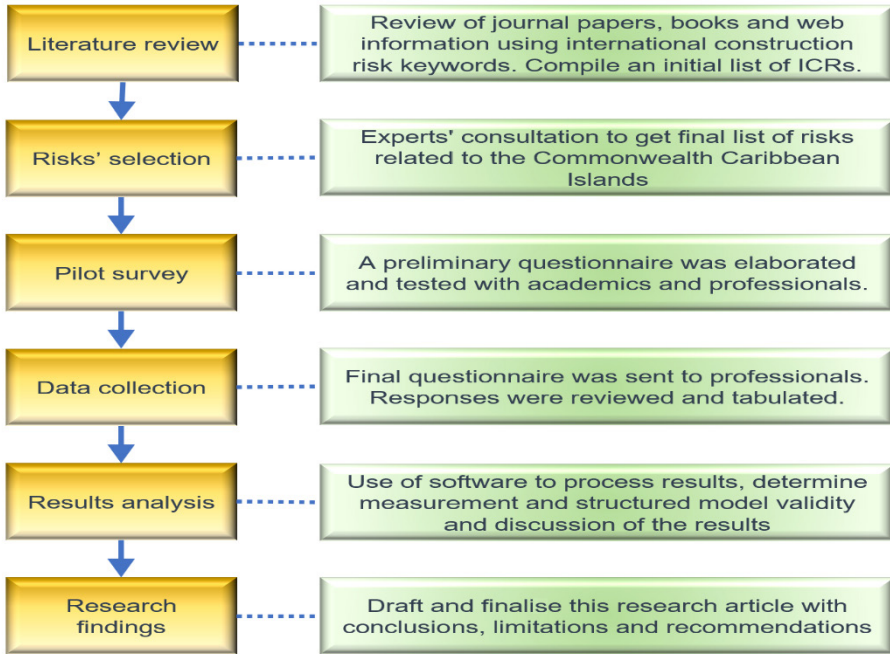 Literature review
Review of journal papers, books and web
information using international construction
risk keywords. Compile an initial list of ICRs.
Risks’ selection
Experts' consultation to get final list of risks
related to the Commonwealth Caribbean
Islands
Pilot survey
A preliminary questionnaire was elaborated
and tested with academics and professionals.
Data collection
Final questionnaire was sent to professionals.
Responses were reviewed and tabulated.
Results analysis
Use of software to process results, determine
measurement and structured model validity
and discussion of the results
Research
findings
Draft and finalise this research article with
conclusions, limitations and recommendations